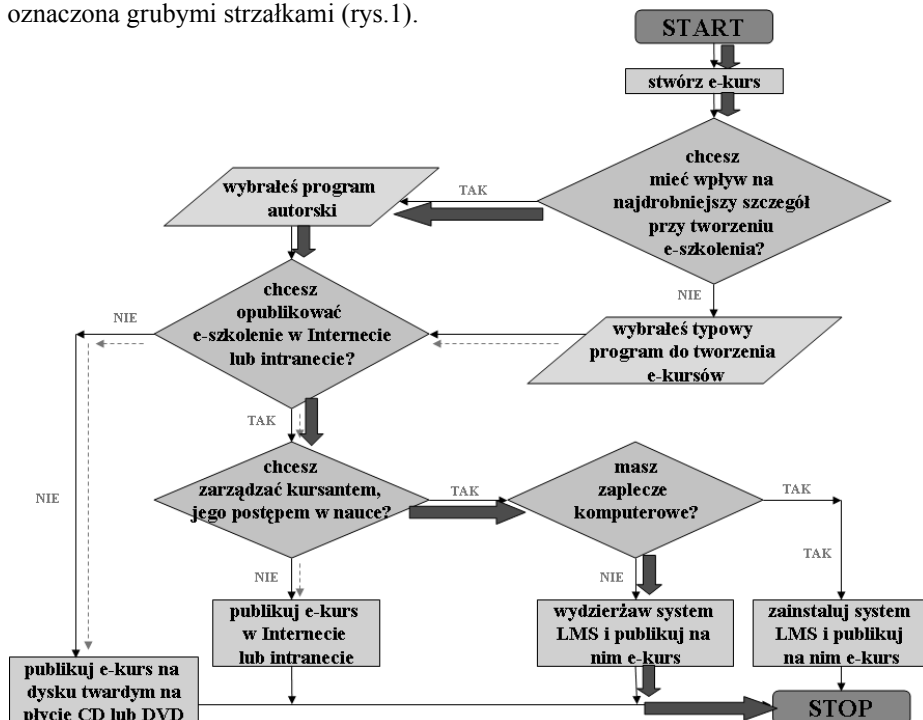 oznaczona grubymi strzałkami (rys.1).
START
stwórz e-kurs
chcesz
mieć wpływ na
najdrobniejszy szczegół
przy tworzeniu
e-szkolenia?
TAK
wybrałeś program
autorski
NIE
wybrałeś typowy
program do tworzenia
e-kursów
chcesz
opublikować
e-szkolenie w Internecie
lub intranecie?
NIE
TAK
chcesz
zarządzać kursantem,
jego postępem w nauce?
TAK
masz
zaplecze
komputerowe?
TAK
NIE
TAK
NIE
NIE
publikuj e-kurs
w Internecie
lub intranecie
wydzierżaw system
LMS i publikuj na
nim e-kurs
zainstaluj system
LMS i publikuj
na nim e-kurs
publikuj e-kurs na
dysku twardym na
płycie CD lub DVD
STOP